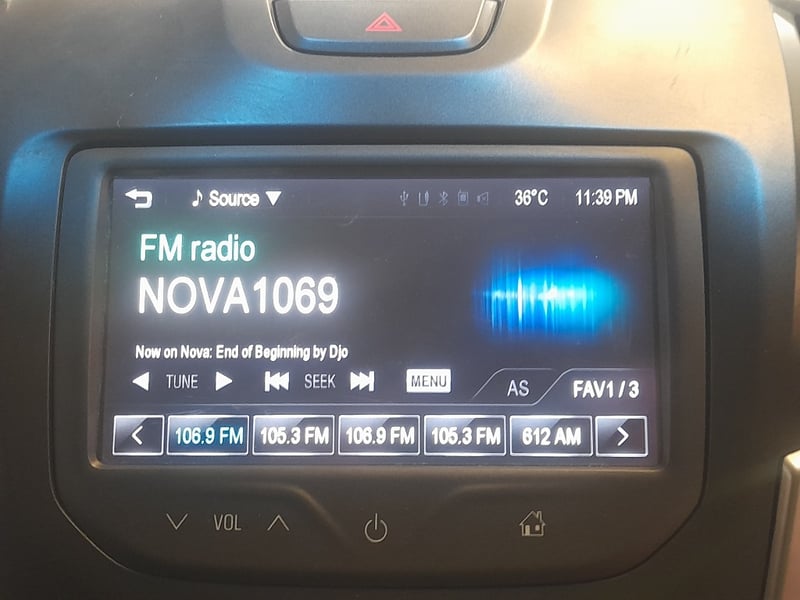 Source 36°C 11:39 PM
FM radio
NOVA1069
Now on Nova: End of Beginning by Djo
TUNE SEEK MENU AS FAV1 / 3
106.9 FM 105.3 FM 106.9 FM 105.3 FM 612 AM
VOL